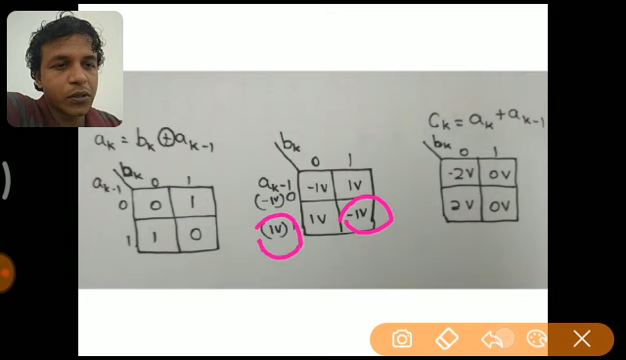 aₖ = bₖ ⊕ aₖ₋₁
bₖ
0 1
aₖ₋₁
0 0 1
1 1 0
bₖ
0 1
aₖ₋₁
(-1V) 0 -1V 1V
(1V) 1V -1V
Cₖ = aₖ + aₖ₋₁
bₖ
0 1
-2V 0V
2V 0V